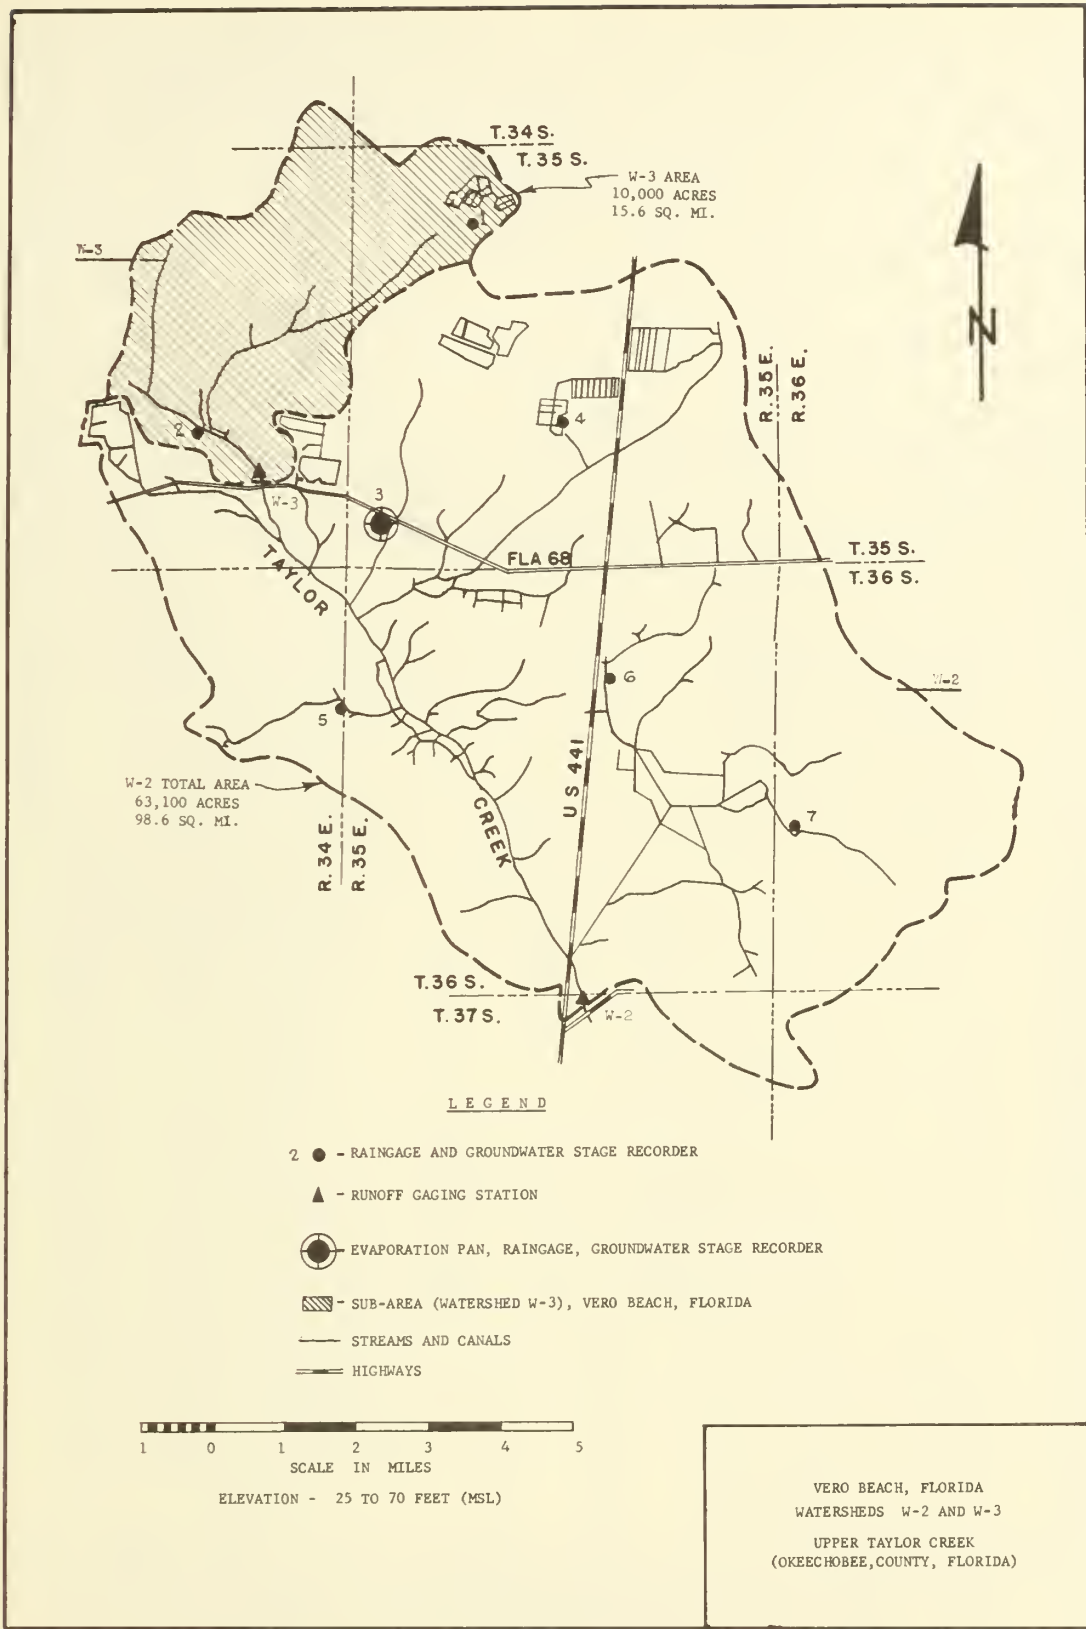 T.34 S.
T.35 S.
W-3 AREA
10,000 ACRES
15.6 SQ. MI.
1
W-3
N
R.35 E.
R.36 E.
4
2
W-3
3
TAYLOR
FLA 68
T.35 S.
T.36 S.
6
W-2
5
US 441
W-2 TOTAL AREA
63,100 ACRES
98.6 SQ. MI.
CREEK
7
R.34 E.
R.35 E.
T.36 S.
T.37 S.
W-2
LEGEND
2 - RAINGAGE AND GROUNDWATER STAGE RECORDER
- RUNOFF GAGING STATION
- EVAPORATION PAN, RAINGAGE, GROUNDWATER STAGE RECORDER
- SUB-AREA (WATERSHED W-3), VERO BEACH, FLORIDA
STREAMS AND CANALS
HIGHWAYS
1 0 1 2 3 4 5
SCALE IN MILES
ELEVATION - 25 TO 70 FEET (MSL)
VERO BEACH, FLORIDA
WATERSHEDS W-2 AND W-3
UPPER TAYLOR CREEK
(OKEECHOBEE,COUNTY, FLORIDA)